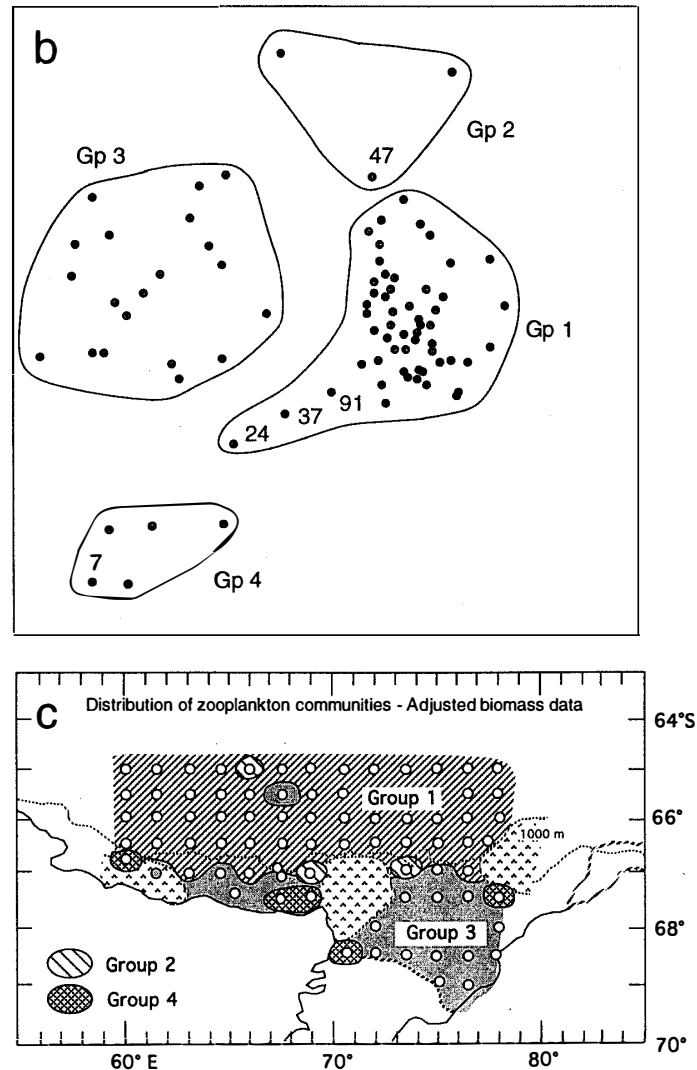 b
Gp 2
47
Gp 3
Gp 1
91
37
24
7
Gp 4
c
Distribution of zooplankton communities - Adjusted biomass data
64°S
Group 1
66°
1000 m
Group 3
68°
Group 2
Group 4
60° E
70°
80°
70°